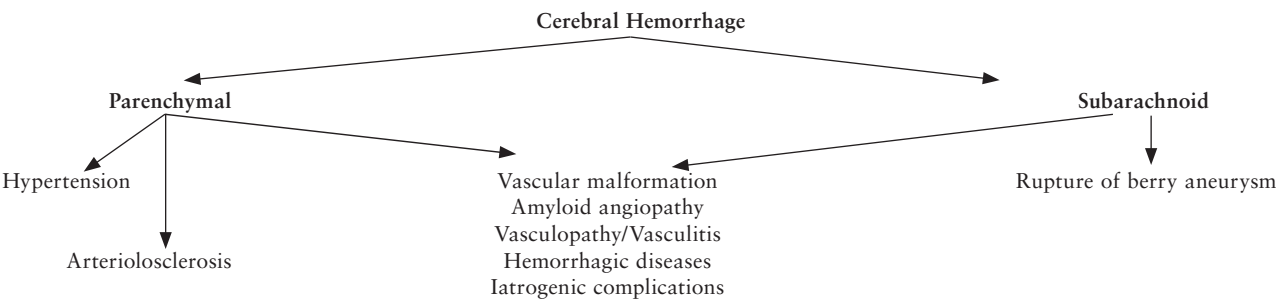 Cerebral Hemorrhage
Parenchymal
Subarachnoid
Hypertension
Arteriolosclerosis
Vascular malformation
Amyloid angiopathy
Vasculopathy/Vasculitis
Hemorrhagic diseases
Iatrogenic complications
Rupture of berry aneurysm